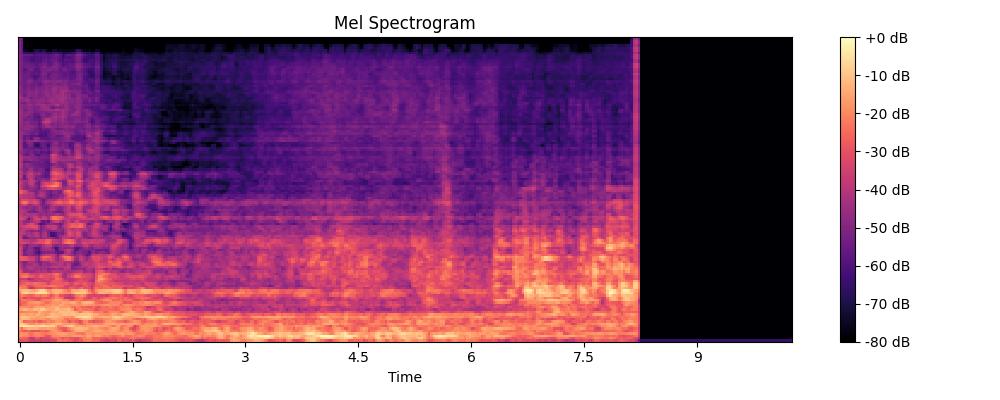 Mel Spectrogram
+0 dB
-10 dB
-20 dB
-30 dB
-40 dB
-50 dB
-60 dB
-70 dB
-80 dB
0 1.5 3 4.5 6 7.5 9
Time